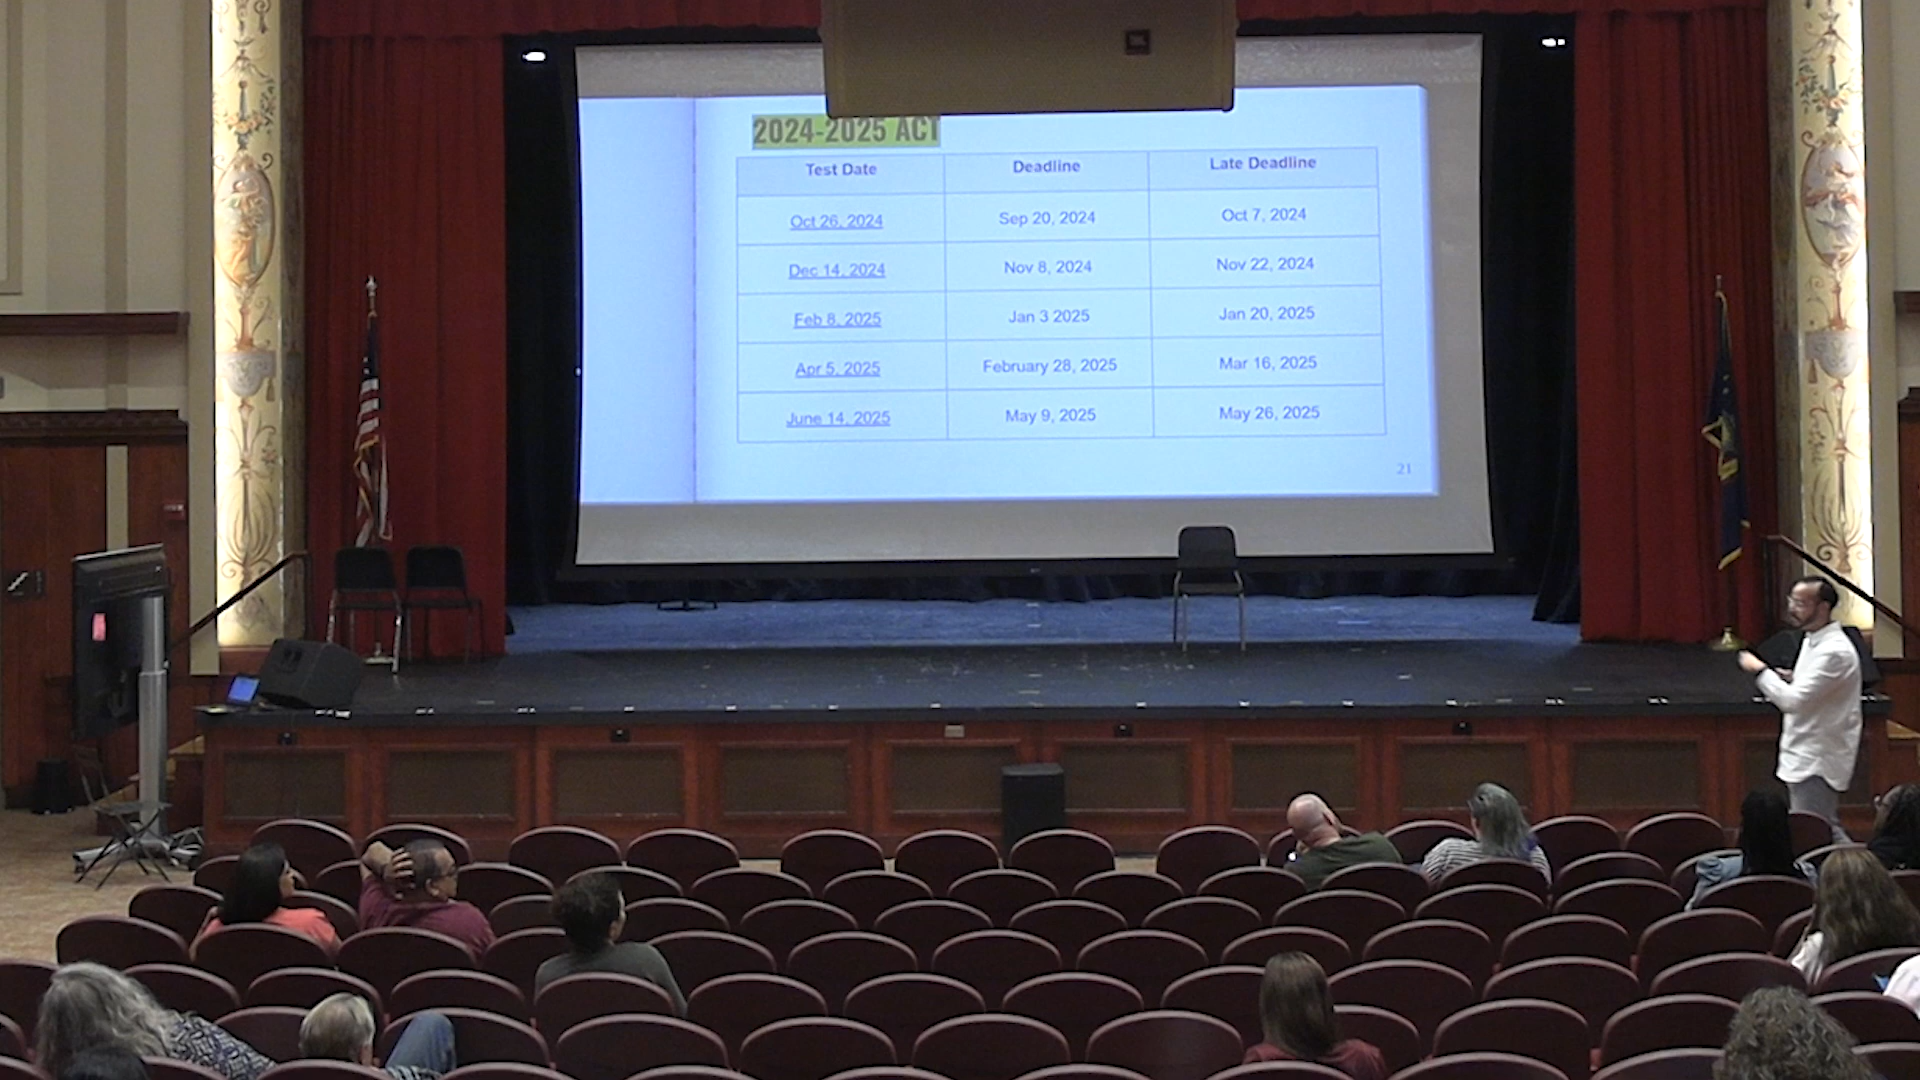 2024-2025 ACT
Test Date Deadline Late Deadline
Oct 26, 2024 Sep 20, 2024 Oct 7, 2024
Dec 14, 2024 Nov 8, 2024 Nov 22, 2024
Feb 8, 2025 Jan 3 2025 Jan 20, 2025
Apr 5, 2025 February 28, 2025 Mar 16, 2025
June 14, 2025 May 9, 2025 May 26, 2025
21